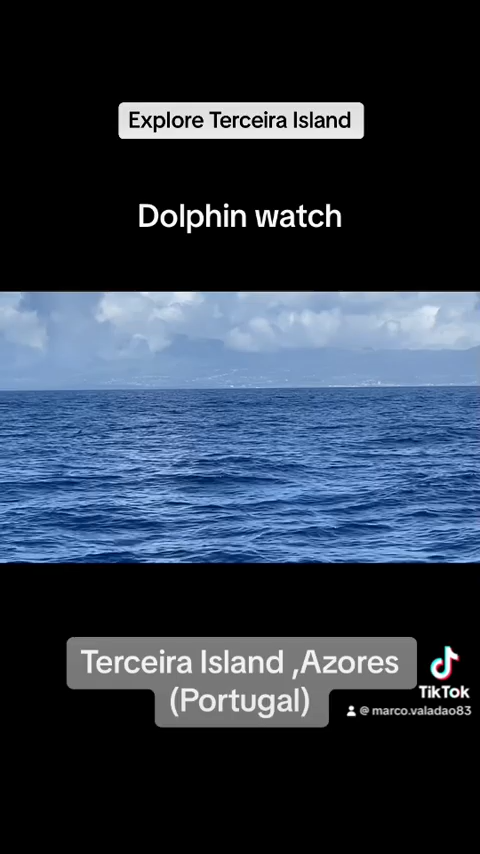 Explore Terceira Island
Dolphin watch
Terceira Island ,Azores
(Portugal)
TikTok
@ marco.valadao83